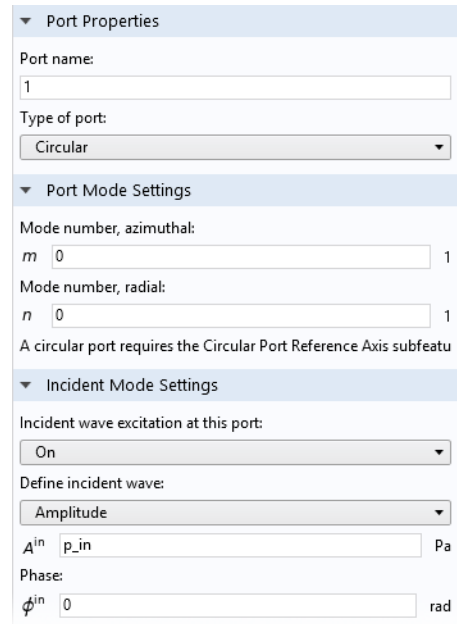 Port Properties
Port name:
1
Type of port:
Circular
Port Mode Settings
Mode number, azimuthal:
m 0 1
Mode number, radial:
n 0 1
A circular port requires the Circular Port Reference Axis subfeatu
Incident Mode Settings
Incident wave excitation at this port:
On
Define incident wave:
Amplitude
A^in p_in Pa
Phase:
ϕ^in 0 rad